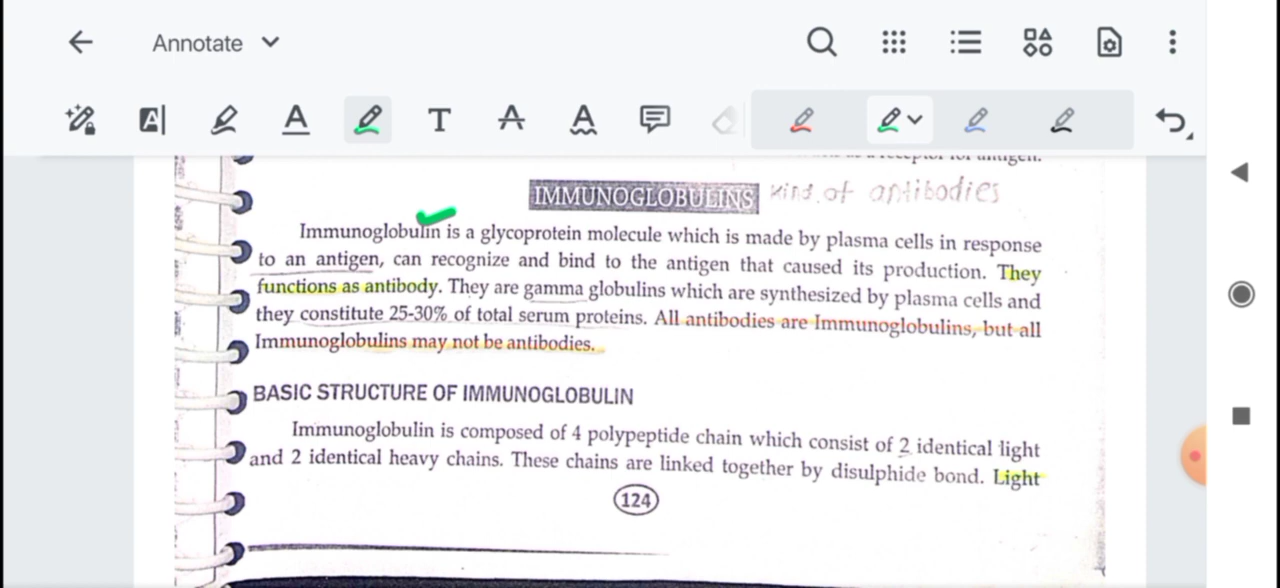 Annotate
IMMUNOGLOBULINS kind of antibodies
Immunoglobulin is a glycoprotein molecule which is made by plasma cells in response
to an antigen, can recognize and bind to the antigen that caused its production. They
functions as antibody. They are gamma globulins which are synthesized by plasma cells and
they constitute 25-30% of total serum proteins. All antibodies are Immunoglobulins, but all
Immunoglobulins may not be antibodies.
BASIC STRUCTURE OF IMMUNOGLOBULIN
Immunoglobulin is composed of 4 polypeptide chain which consist of 2 identical light
and 2 identical heavy chains. These chains are linked together by disulphide bond. Light
124